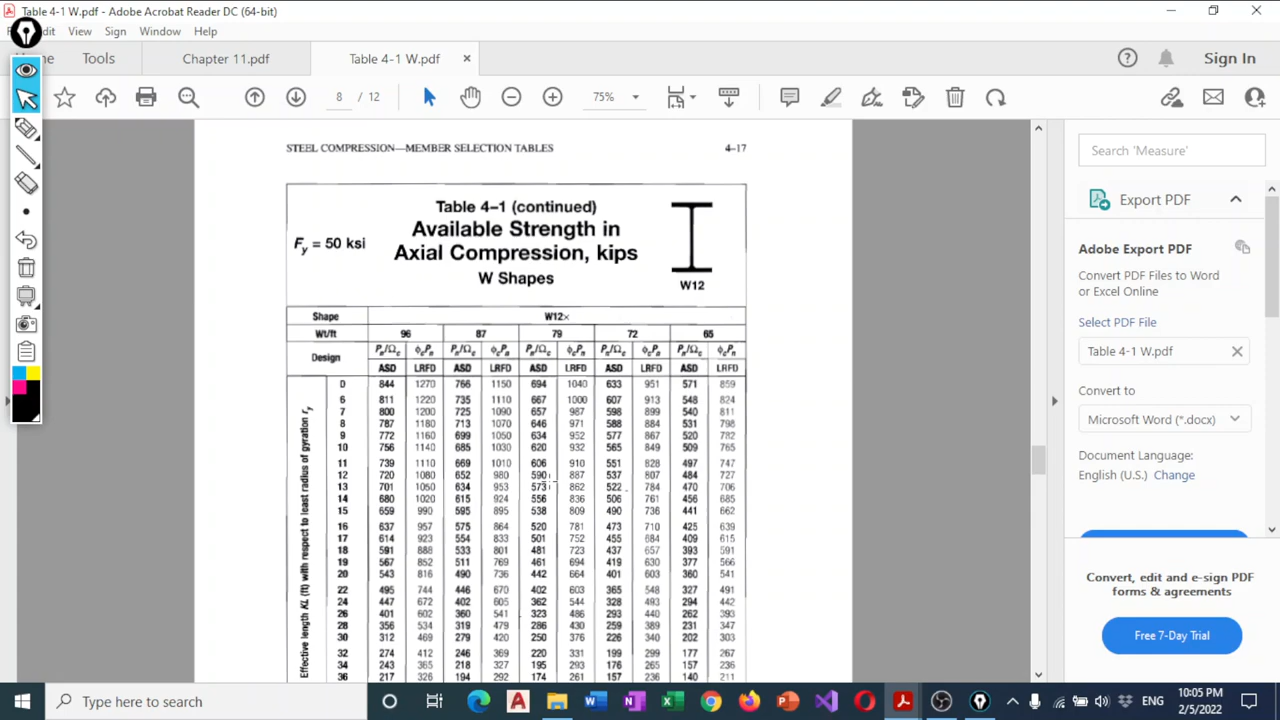 Table 4-1 W.pdf - Adobe Acrobat Reader DC (64-bit)
View Sign Window Help
Tools Chapter 11.pdf Table 4-1 W.pdf Sign In
8 / 12 75%
STEEL COMPRESSION—MEMBER SELECTION TABLES 4–17
Table 4–1 (continued)
Available Strength in
Axial Compression, kips
W Shapes
Fy = 50 ksi
W12
Shape W12×
Wt/ft 96 87 79 72 65
Design Pn/Ωc ϕcPn Pn/Ωc ϕcPn Pn/Ωc ϕcPn Pn/Ωc ϕcPn Pn/Ωc ϕcPn
ASD LRFD ASD LRFD ASD LRFD ASD LRFD ASD LRFD
Effective length KL (ft) with respect to least radius of gyration ry
0 844 1270 766 1150 694 1040 633 951 571 859
6 811 1220 735 1110 667 1000 607 913 548 824
7 800 1200 725 1090 657 987 598 899 540 811
8 787 1180 713 1070 646 971 588 884 531 798
9 772 1160 699 1050 634 952 577 867 520 782
10 756 1140 685 1030 620 932 565 849 509 765
11 739 1110 669 1010 606 910 551 828 497 747
12 720 1080 652 980 590 887 537 807 484 727
13 701 1050 634 953 573 862 522 784 470 706
14 680 1020 615 924 556 836 506 761 456 685
15 659 990 595 895 538 809 490 736 441 662
16 637 957 575 864 520 781 473 710 425 639
17 614 923 554 833 501 752 455 684 409 615
18 591 888 533 801 481 723 437 657 393 591
19 567 852 511 769 461 694 419 630 377 566
20 543 816 490 736 442 664 401 603 360 541
22 495 744 446 670 402 603 365 548 327 491
24 447 672 402 605 362 544 328 493 294 442
26 401 602 360 541 323 486 293 440 262 393
28 356 534 319 479 286 430 259 389 231 347
30 312 469 279 420 250 376 226 340 202 303
32 274 412 246 369 220 331 199 299 177 267
34 243 365 218 327 195 293 176 265 157 236
36 217 326 194 292 174 261 157 236 140 211
Search 'Measure'
Export PDF
Adobe Export PDF
Convert PDF Files to Word
or Excel Online
Select PDF File
Table 4-1 W.pdf
Convert to
Microsoft Word (*.docx)
Document Language:
English (U.S.) Change
Convert, edit and e-sign PDF
forms & agreements
Free 7-Day Trial
Type here to search
ENG
10:05 PM
2/5/2022